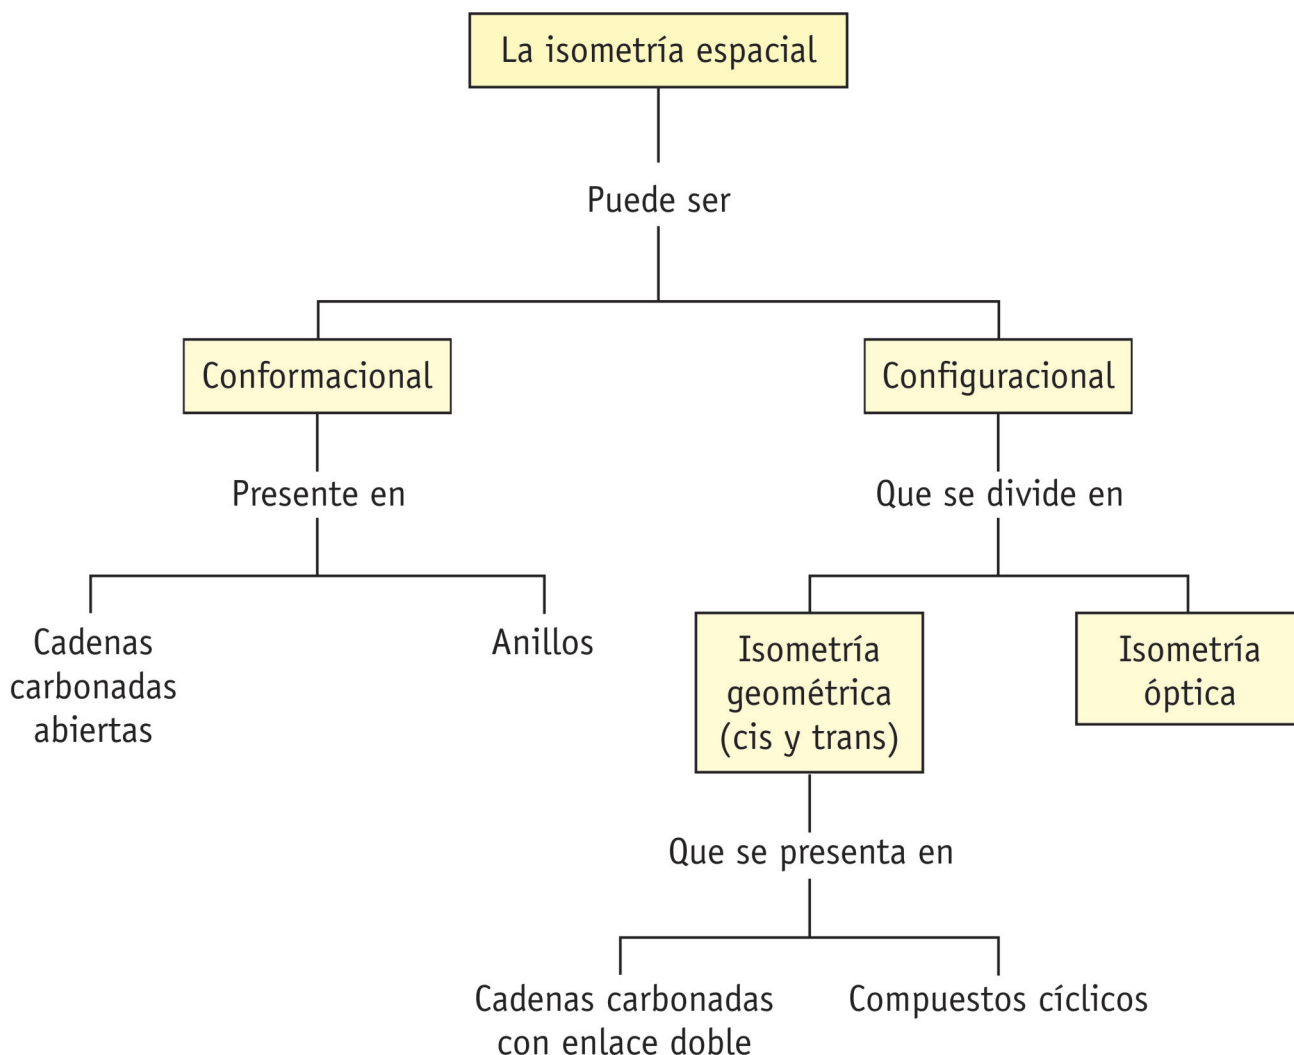 La isometría espacial
Puede ser
Conformacional
Configuracional
Presente en
Que se divide en
Cadenas
carbonadas
abiertas
Anillos
Isometría
geométrica
(cis y trans)
Isometría
óptica
Que se presenta en
Cadenas carbonadas
con enlace doble
Compuestos cíclicos